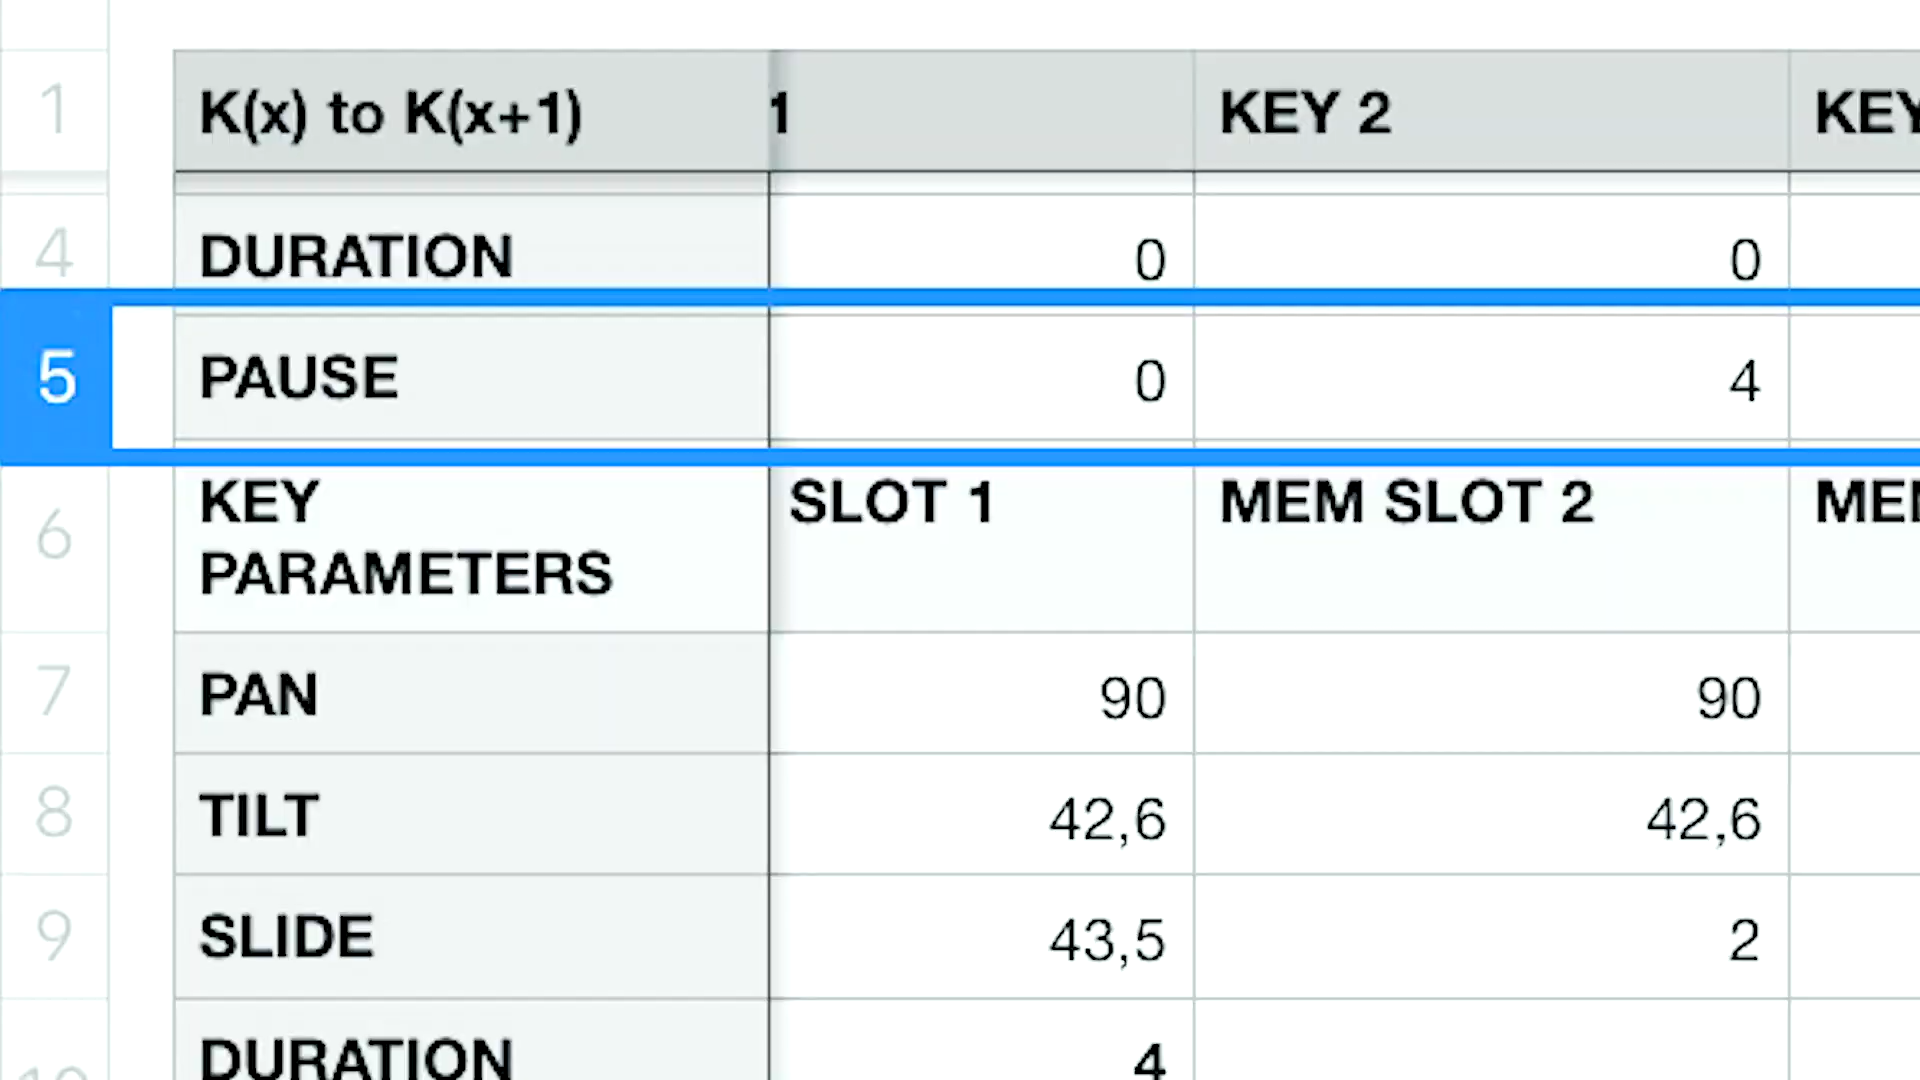 1 K(x) to K(x+1) 1 KEY 2 KEY
4 DURATION 0 0
5 PAUSE 0 4
6 KEY PARAMETERS SLOT 1 MEM SLOT 2
7 PAN 90 90
8 TILT 42,6 42,6
9 SLIDE 43,5 2
10 DURATION 4